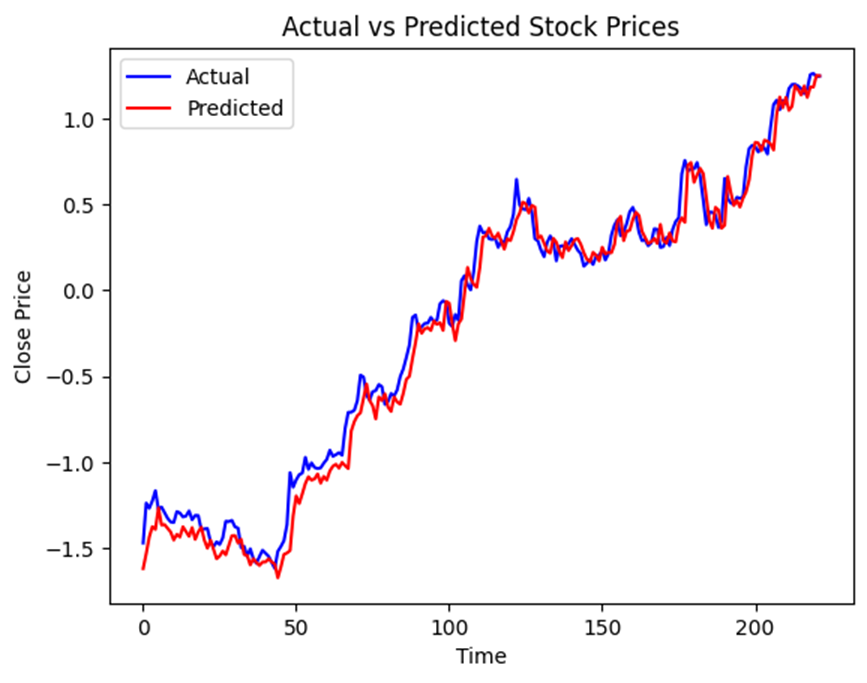 Actual vs Predicted Stock Prices
Actual
Predicted
Close Price
1.0
0.5
0.0
−0.5
−1.0
−1.5
0 50 100 150 200
Time